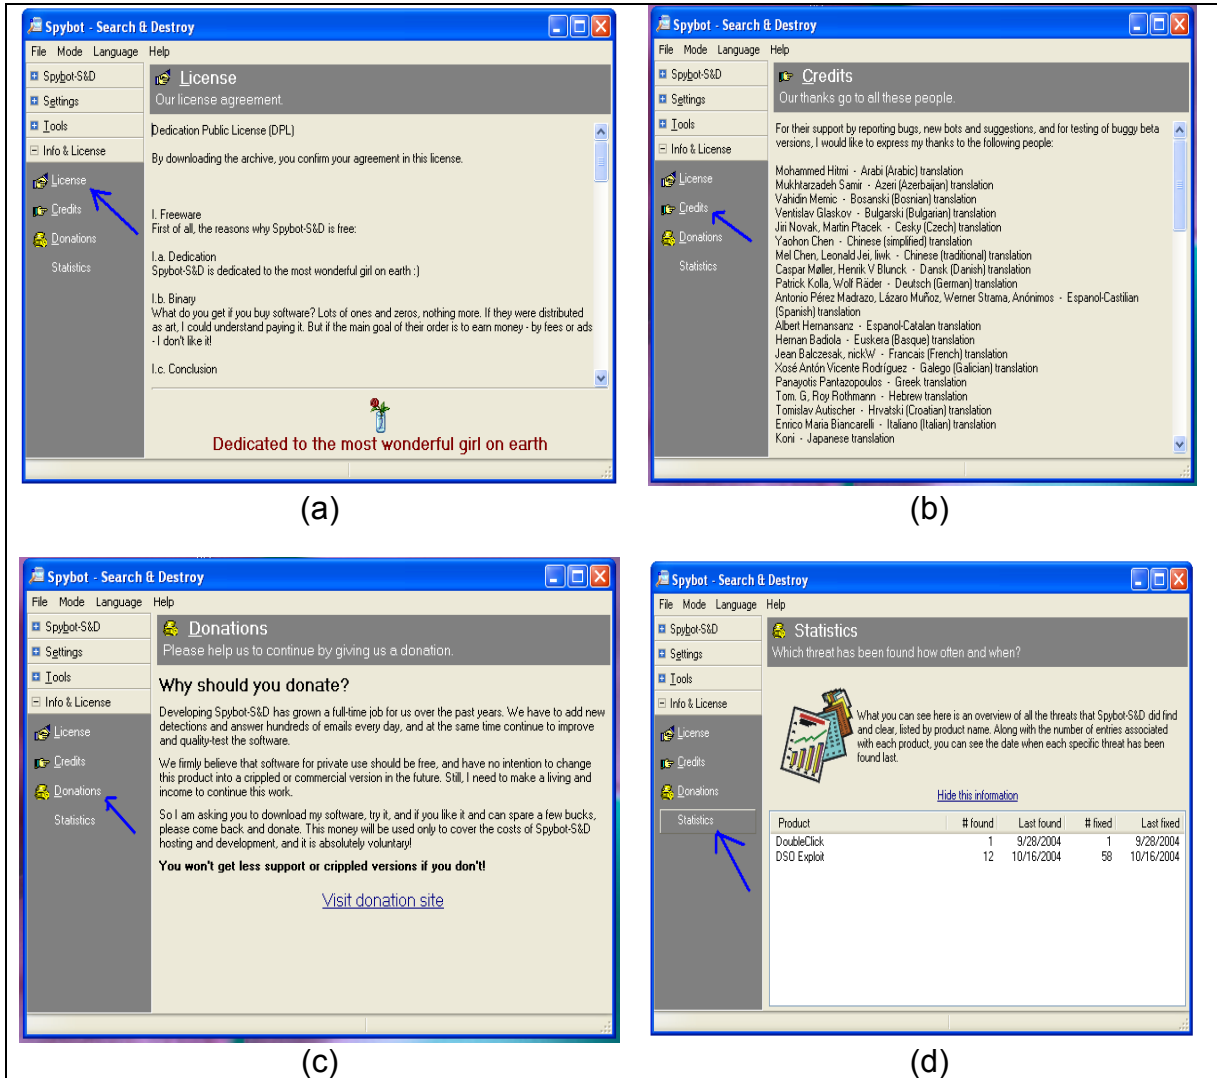 Spybot - Search & Destroy
File Mode Language Help
Spybot-S&D
Settings
Tools
Info & License
License
Credits
Donations
Statistics
License
Our license agreement.
Dedication Public License (DPL)
By downloading the archive, you confirm your agreement in this license.
I. Freeware
First of all, the reasons why Spybot-S&D is free:
I.a. Dedication
Spybot-S&D is dedicated to the most wonderful girl on earth :)
I.b. Binary
What do you get if you buy software? Lots of ones and zeros, nothing more. If they were distributed
as art, I could understand paying it. But if the main goal of their order is to earn money - by fees or ads
- I don't like it!
I.c. Conclusion
Dedicated to the most wonderful girl on earth
(a)
Spybot - Search & Destroy
File Mode Language Help
Spybot-S&D
Settings
Tools
Info & License
License
Credits
Donations
Statistics
Credits
Our thanks go to all these people.
For their support by reporting bugs, new bots and suggestions, and for testing of buggy beta
versions, I would like to express my thanks to the following people:
Mohammed Hitmi - Arabi (Arabic) translation
Mukhtarzadeh Samir - Azeri (Azerbaijan) translation
Vahidin Memic - Bosanski (Bosnian) translation
Ventislav Glaskov - Bulgarski (Bulgarian) translation
Jiri Novak, Martin Ptacek - Cesky (Czech) translation
Yaohon Chen - Chinese (simplified) translation
Mel Chen, Leonald Jei, liwk - Chinese (traditional) translation
Caspar Møller, Henrik V Blunck - Dansk (Danish) translation
Patrick Kolla, Wolf Räder - Deutsch (German) translation
Antonio Pérez Madrazo, Lázaro Muñoz, Werner Strama, Anónimos - Espanol-Castilian
(Spanish) translation
Albert Hernansanz - Espanol-Catalan translation
Hernan Badiola - Euskera (Basque) translation
Jean Balczesak, nickW - Francais (French) translation
Xosé Antón Vicente Rodríguez - Galego (Galician) translation
Panayotis Pantazopoulos - Greek translation
Tom. G, Roy Rothmann - Hebrew translation
Tomislav Autischer - Hrvatski (Croatian) translation
Enrico Maria Biancarelli - Italiano (Italian) translation
Koni - Japanese translation
(b)
Spybot - Search & Destroy
File Mode Language Help
Spybot-S&D
Settings
Tools
Info & License
License
Credits
Donations
Statistics
Donations
Please help us to continue by giving us a donation.
Why should you donate?
Developing Spybot-S&D has grown a full-time job for us over the past years. We have to add new
detections and answer hundreds of emails every day, and at the same time continue to improve
and quality-test the software.
We firmly believe that software for private use should be free, and have no intention to change
this product into a crippled or commercial version in the future. Still, I need to make a living and
income to continue this work.
So I am asking you to download my software, try it, and if you like it and can spare a few bucks,
please come back and donate. This money will be used only to cover the costs of Spybot-S&D
hosting and development, and it is absolutely voluntary!
You won't get less support or crippled versions if you don't!
Visit donation site
(c)
Spybot - Search & Destroy
File Mode Language Help
Spybot-S&D
Settings
Tools
Info & License
License
Credits
Donations
Statistics
Statistics
Which threat has been found how often and when?
What you can see here is an overview of all the threats that Spybot-S&D did find
and clear, listed by product name. Along with the number of entries associated
with each product, you can see the date when each specific threat has been
found last.
Hide this information
Product # found Last found # fixed Last fixed
DoubleClick 1 9/28/2004 1 9/28/2004
DSO Exploit 12 10/16/2004 58 10/16/2004
(d)